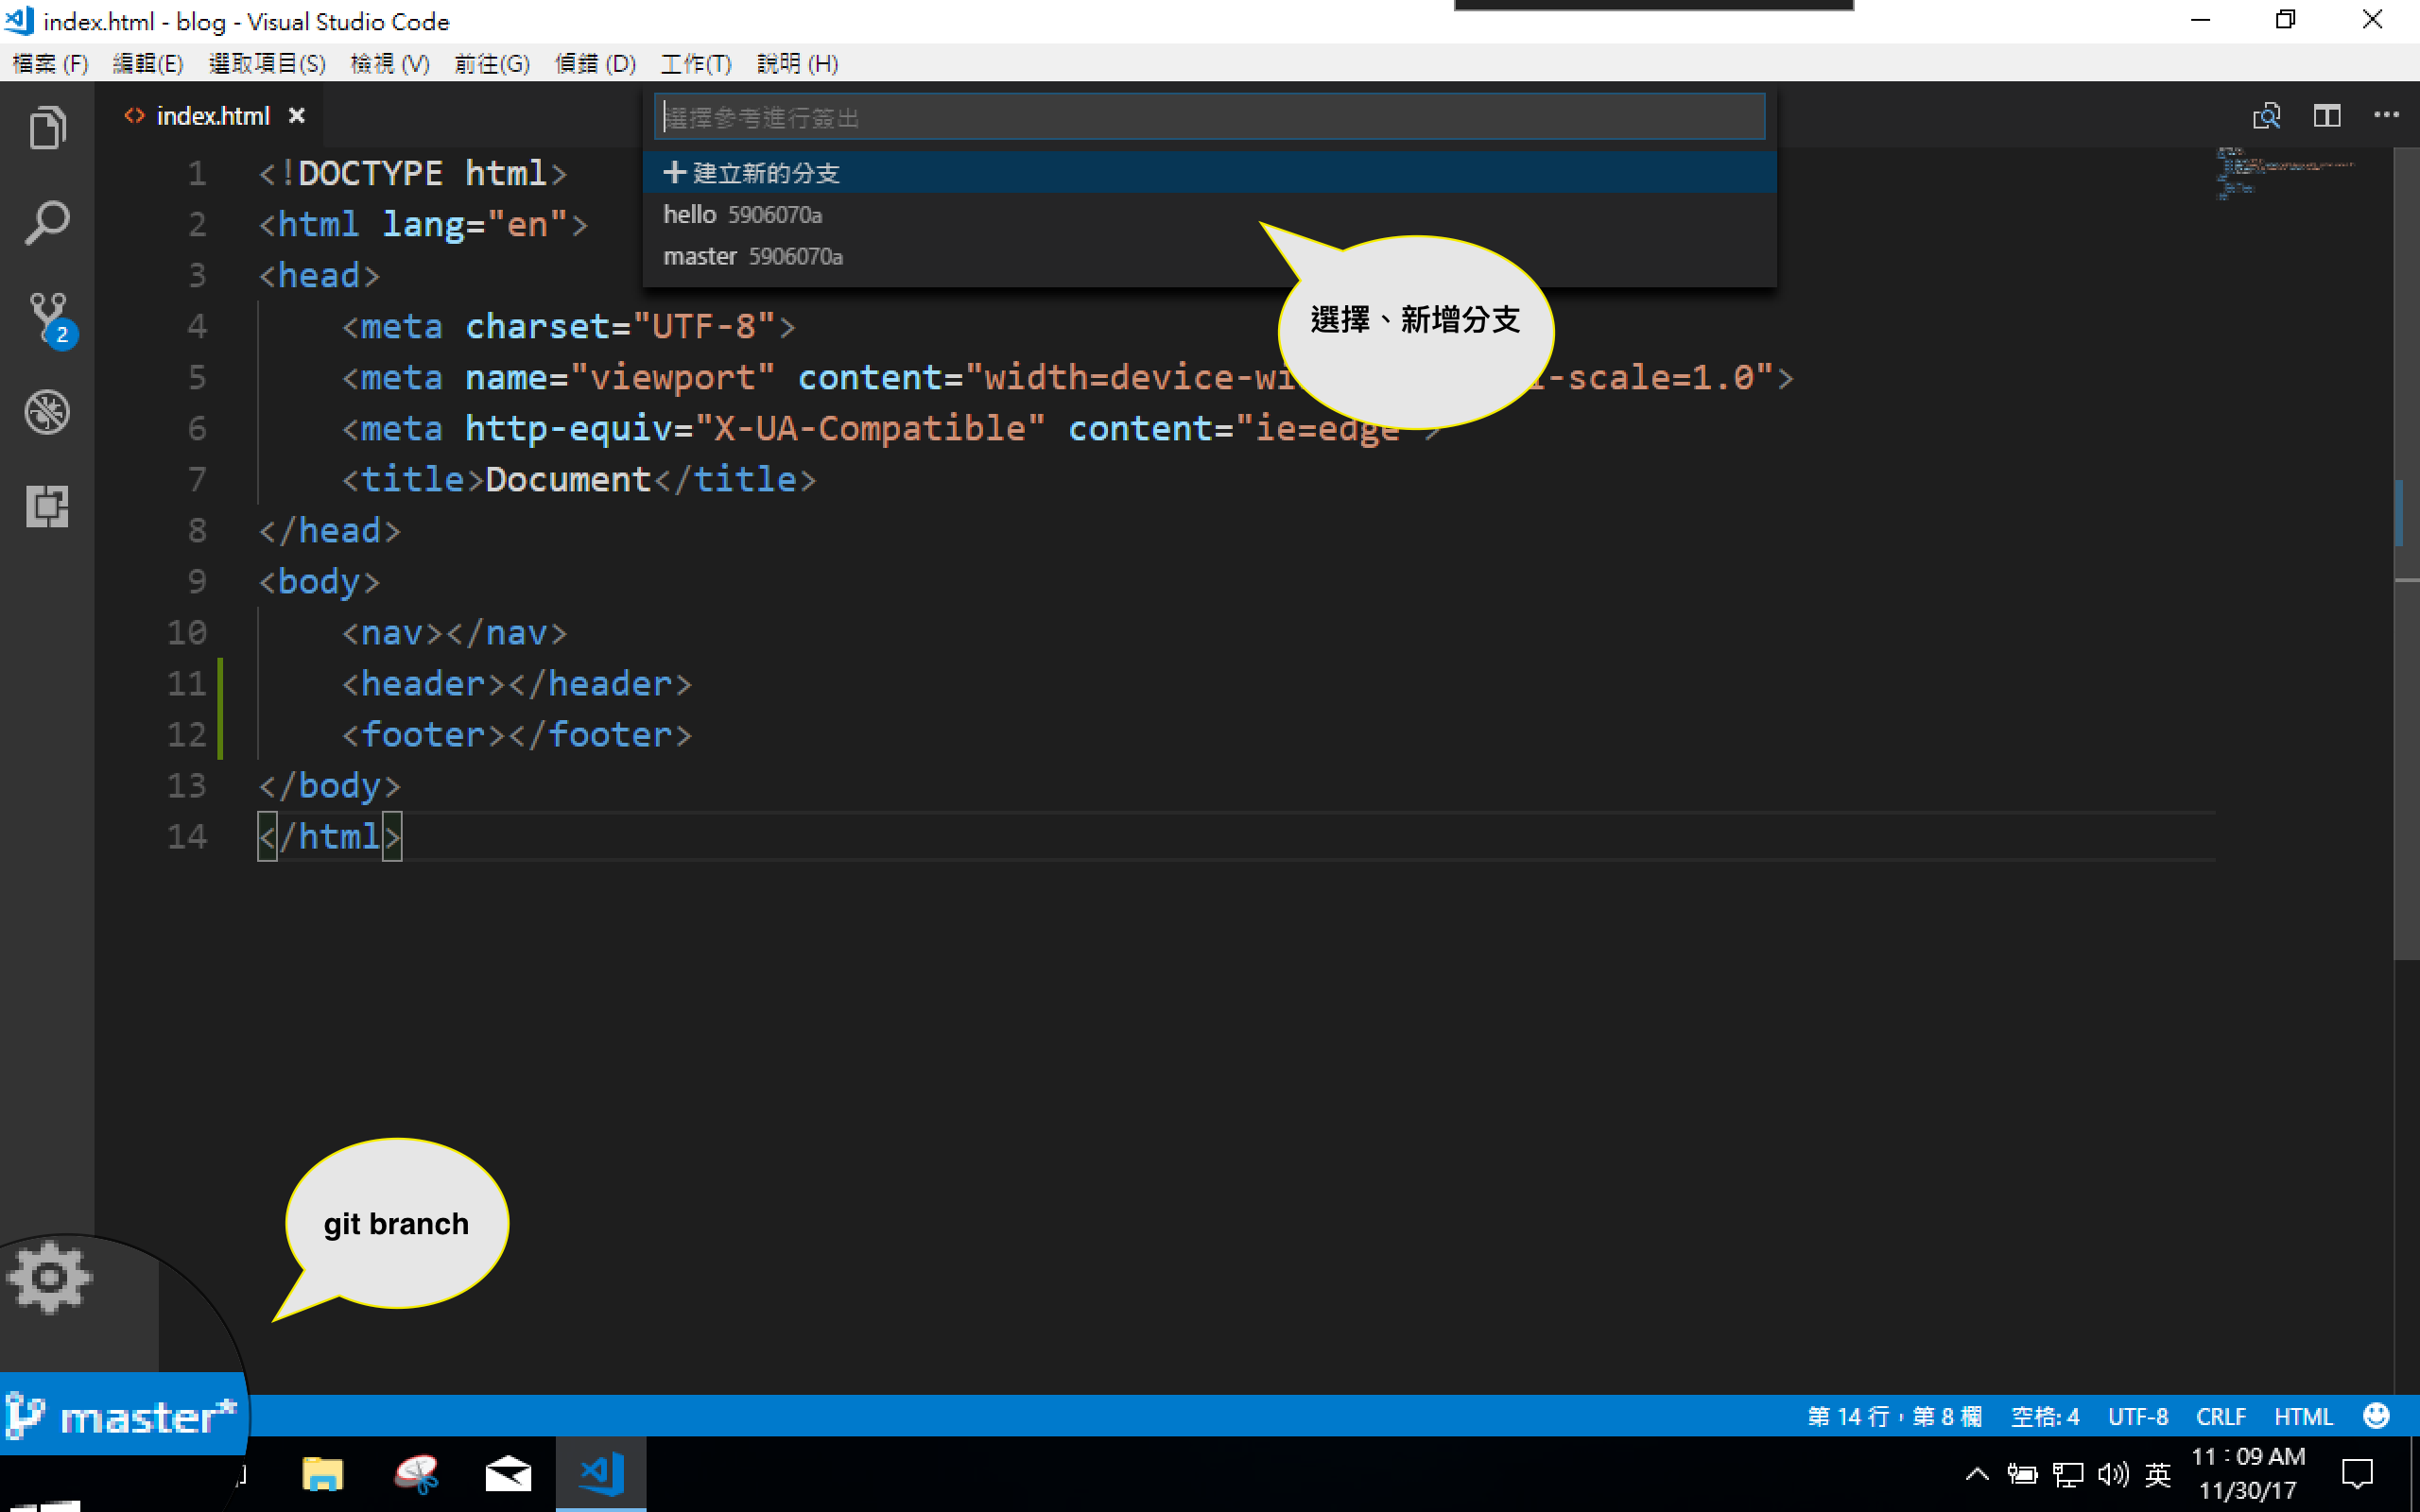 index.html - blog - Visual Studio Code
檔案 (F) 編輯(E) 選取項目(S) 檢視 (V) 前往(G) 偵錯 (D) 工作(T) 說明 (H)
index.html
選擇參考進行簽出
建立新的分支
hello 5906070a
master 5906070a
選擇、新增分支
1 <!DOCTYPE html>
2 <html lang="en">
3 <head>
4 <meta charset="UTF-8">
5 <meta name="viewport" content="width=device-wi l-scale=1.0">
6 <meta http-equiv="X-UA-Compatible" content="ie=edge ">
7 <title>Document</title>
8 </head>
9 <body>
10 <nav></nav>
11 <header></header>
12 <footer></footer>
13 </body>
14 </html>
2
git branch
master*
第 14 行，第 8 欄 空格: 4 UTF-8 CRLF HTML
英
11：09 AM
11/30/17